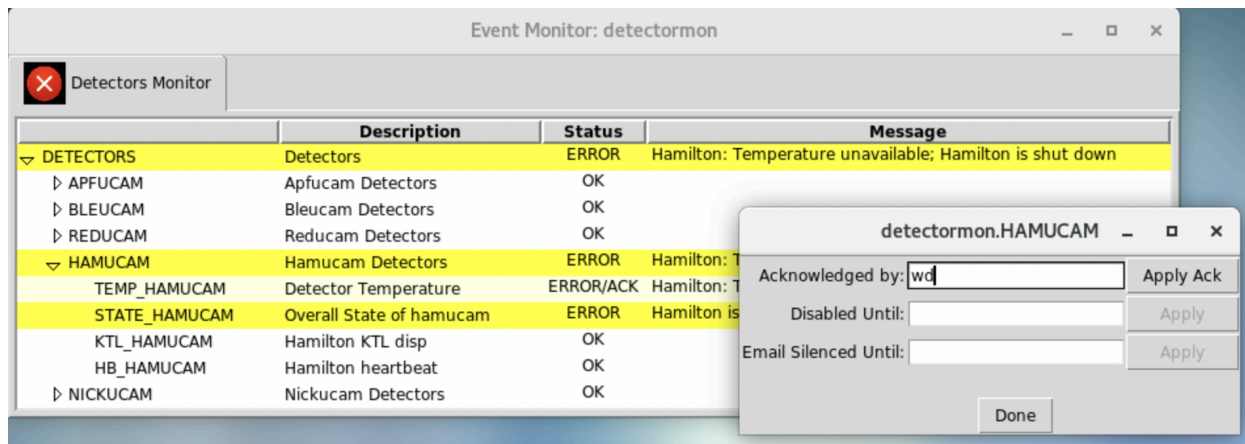 Event Monitor: detectormon
Detectors Monitor
Description Status Message
DETECTORS Detectors ERROR Hamilton: Temperature unavailable; Hamilton is shut down
APFUCAM Apfucam Detectors OK
BLEUCAM Bleucam Detectors OK
REDUCAM Reducam Detectors OK
HAMUCAM Hamucam Detectors ERROR Hamilton: T
TEMP_HAMUCAM Detector Temperature ERROR/ACK Hamilton: T
STATE_HAMUCAM Overall State of hamucam ERROR Hamilton is
KTL_HAMUCAM Hamilton KTL disp OK
HB_HAMUCAM Hamilton heartbeat OK
NICKUCAM Nickucam Detectors OK
detectormon.HAMUCAM
Acknowledged by: wd Apply Ack
Disabled Until: Apply
Email Silenced Until: Apply
Done